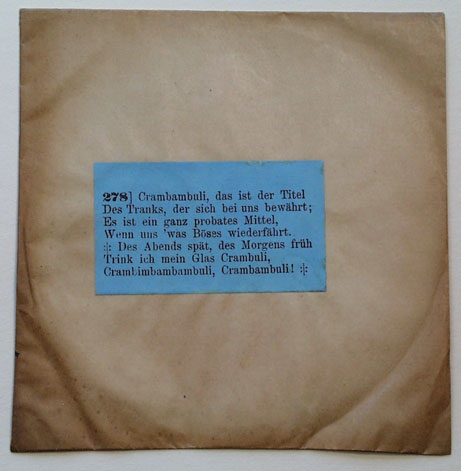 278] Crambambuli, das ist der Titel
Des Tranks, der sich bei uns bewährt;
Es ist ein ganz probates Mittel,
Wenn uns 'was Böses wiederfährt.
:|: Des Abends spät, des Morgens früh
Trink ich mein Glas Crambuli,
Crambimbambambuli, Crambambuli! :|: